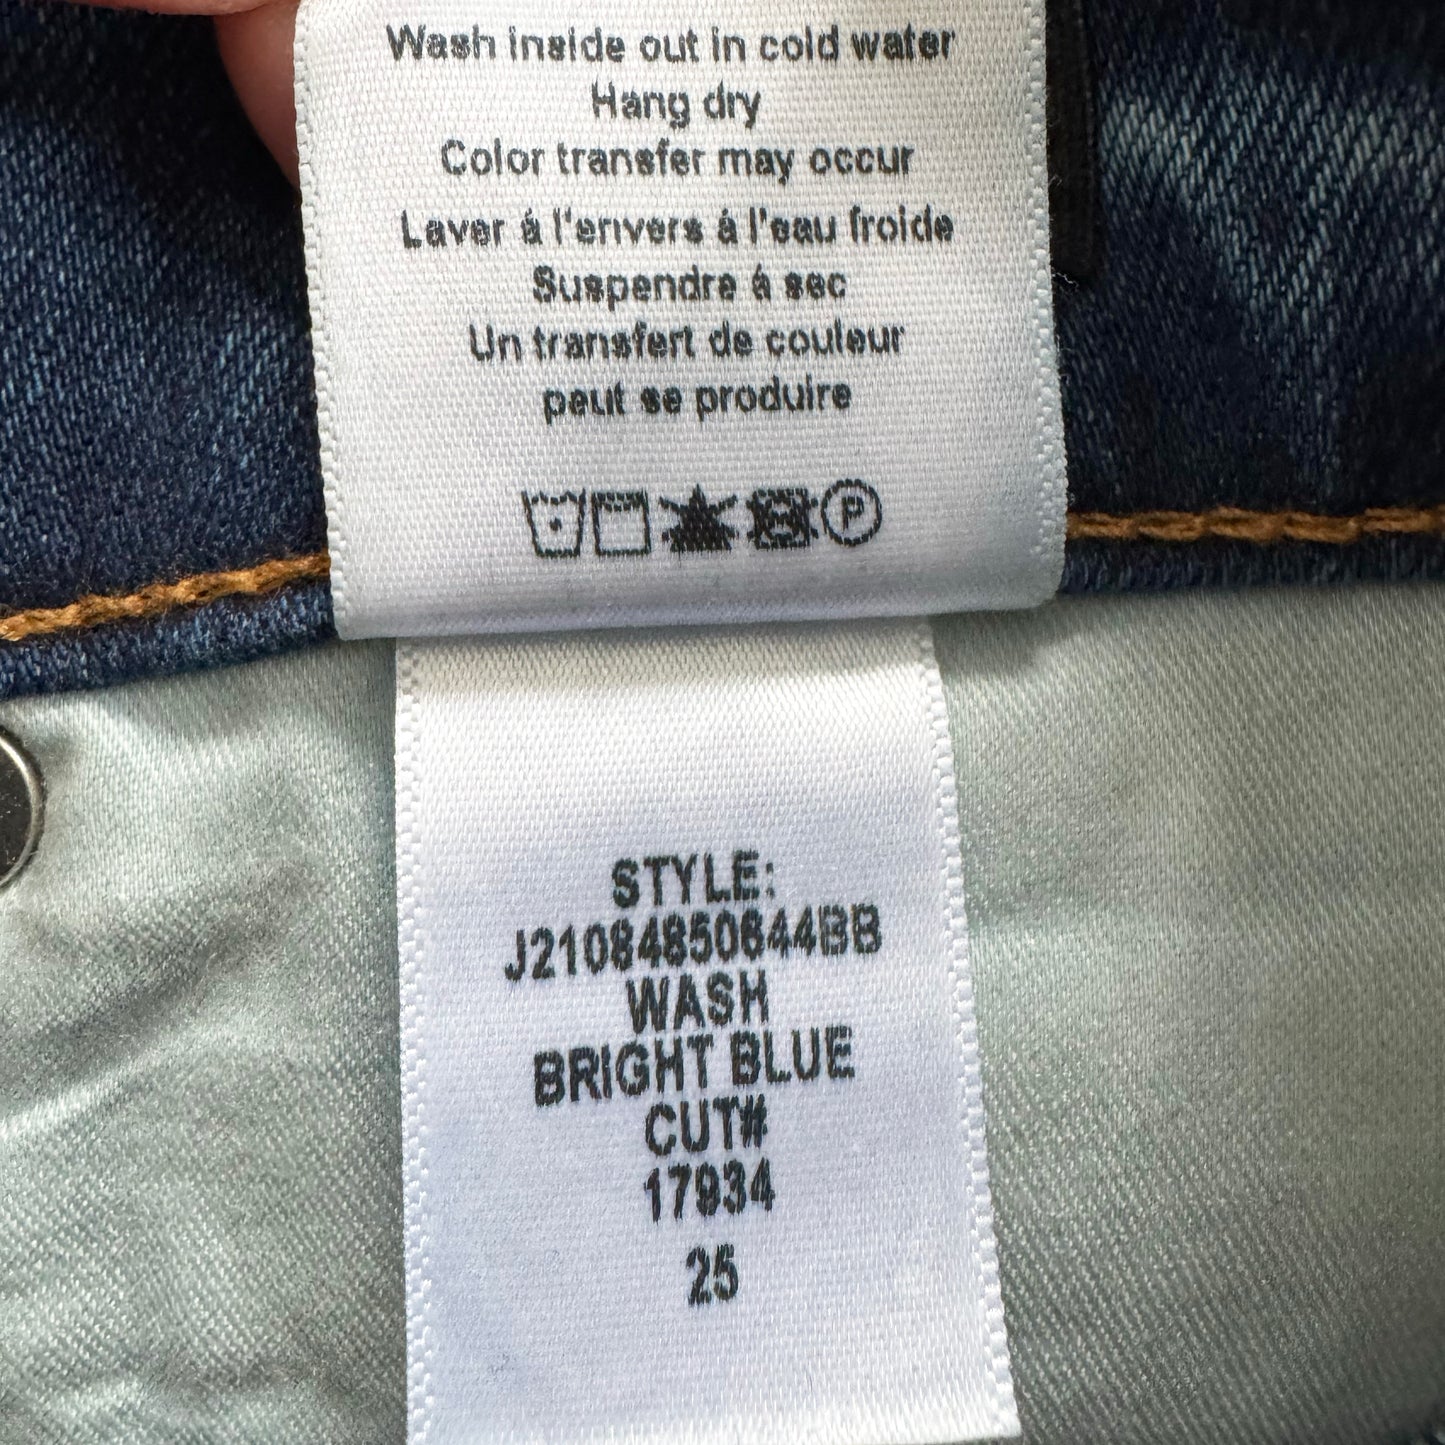 Wash inside out in cold water
Hang dry
Color transfer may occur
Laver á l'envers á l'eau froide
Suspendre á sec
Un transfert de couleur
peut se produire
P
STYLE:
J21084850644BB
WASH
BRIGHT BLUE
CUT#
17934
25